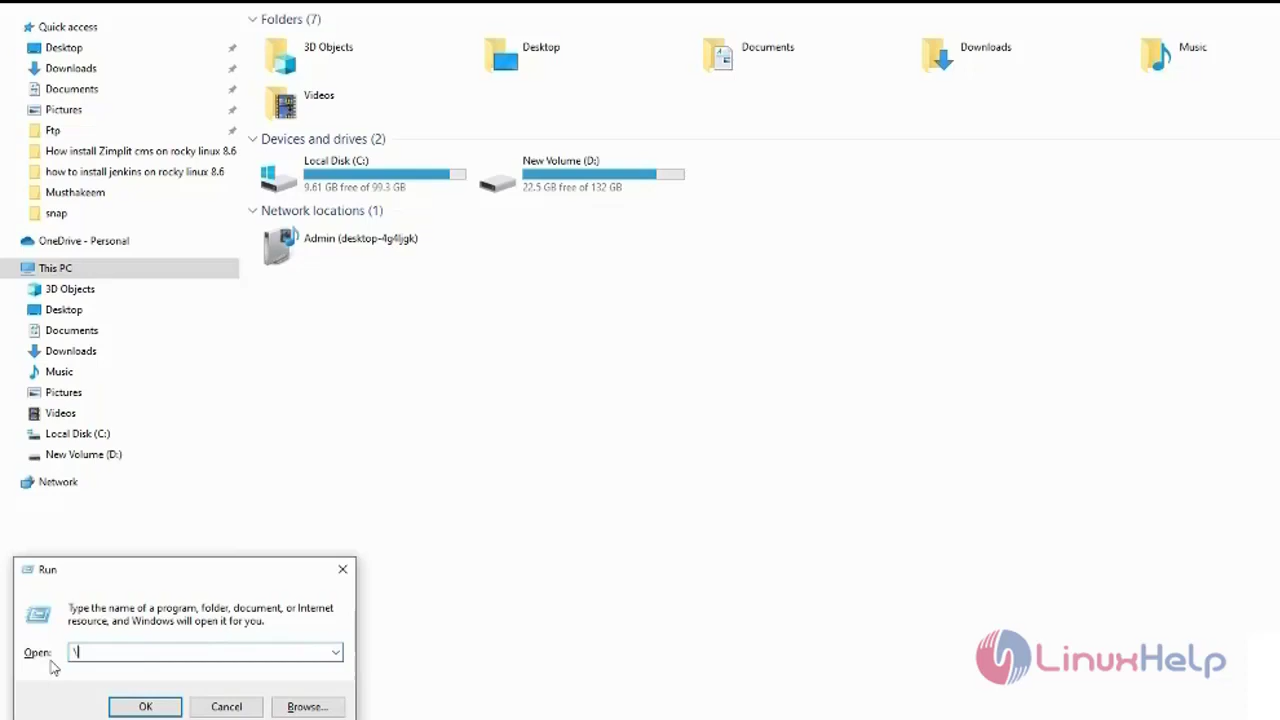 Quick access
Desktop
Downloads
Documents
Pictures
Ftp
How install Zimplit cms on rocky linux 8.6
how to install jenkins on rocky linux 8.6
Musthakeem
snap
OneDrive - Personal
This PC
3D Objects
Desktop
Documents
Downloads
Music
Pictures
Videos
Local Disk (C:)
New Volume (D:)
Network
Folders (7)
3D Objects
Desktop
Documents
Downloads
Music
Videos
Devices and drives (2)
Local Disk (C:)
9.61 GB free of 99.3 GB
New Volume (D:)
22.5 GB free of 132 GB
Network locations (1)
Admin (desktop-4g4ljgk)
Run
Type the name of a program, folder, document, or Internet
resource, and Windows will open it for you.
Open: \
OK Cancel Browse...
LinuxHelp